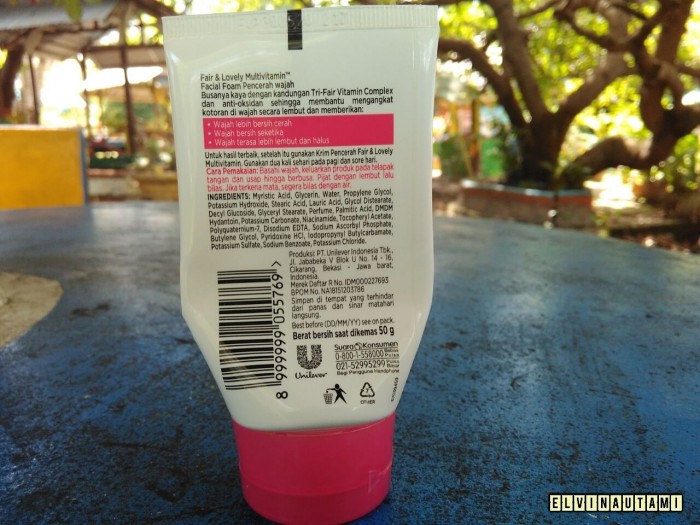 Fair & Lovely Multivitamin™
Facial Foam Pencerah wajah
Busanya kaya dengan kandungan Tri-Fair Vitamin Complex
dan anti-oksidan sehingga membantu mengangkat
kotoran di wajah secara lembut dan memberikan:
• Wajah lebih bersih cerah
• Wajah bersih seketika
• Wajah terasa lebih lembut dan halus
Untuk hasil terbaik, setelah itu gunakan Krim Pencerah Fair & Lovely
Multivitamin. Gunakan dua kali sehari pada pagi dan sore hari.
Cara Pemakaian: Basahi wajah, keluarkan produk pada telapak
tangan dan usap hingga berbusa. Pijat dengan lembut lalu
bilas. Jika terkena mata, segera bilas dengan air.
INGREDIENTS: Myristic Acid, Glycerin, Water, Propylene Glycol,
Potassium Hydroxide, Stearic Acid, Lauric Acid, Glycol Distearate,
Decyl Glucoside, Glyceryl Stearate, Perfume, Palmitic Acid, DMDM
Hydantoin, Potassium Carbonate, Niacinamide, Tocopheryl Acetate,
Polyquaternium-7, Disodium EDTA, Sodium Ascorbyl Phosphate,
Butylene Glycol, Pyridoxine HCl, Iodopropynyl Butylcarbamate,
Potassium Sulfate, Sodium Benzoate, Potassium Chloride.
Produksi: PT. Unilever Indonesia Tbk.,
Jl. Jababeka V Blok U No. 14 - 16,
Cikarang, Bekasi - Jawa barat,
Indonesia.
Merek Daftar R No. IDM000227693
BPOM No. NA18151203786
Simpan di tempat yang terhindar
dari panas dan sinar matahari
langsung.
Best before (DD/MM/YY) see on pack.
Berat bersih saat dikemas 50 g
8 999999 055769 >
Unilever
Suara Konsumen
0-800-1-558000 Bebas Pulsa
021-52995299
Bagi Pengguna Handphone
7
OTHER
ELVINAUTAMI